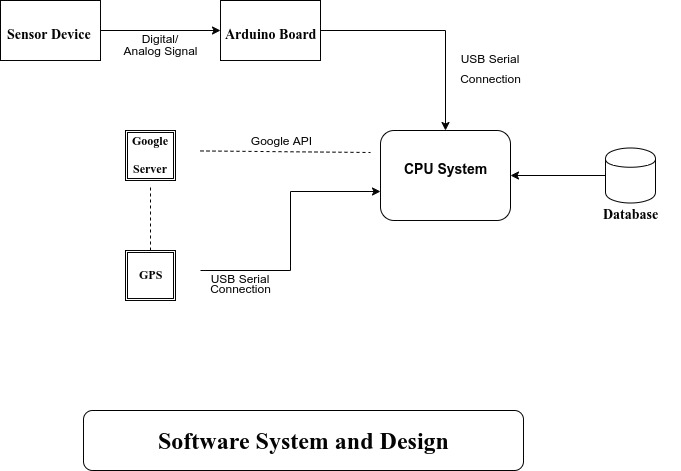 Sensor Device
Digital/
Analog Signal
Arduino Board
USB Serial
Connection
Google
Server
Google API
CPU System
Database
GPS
USB Serial
Connection
Software System and Design